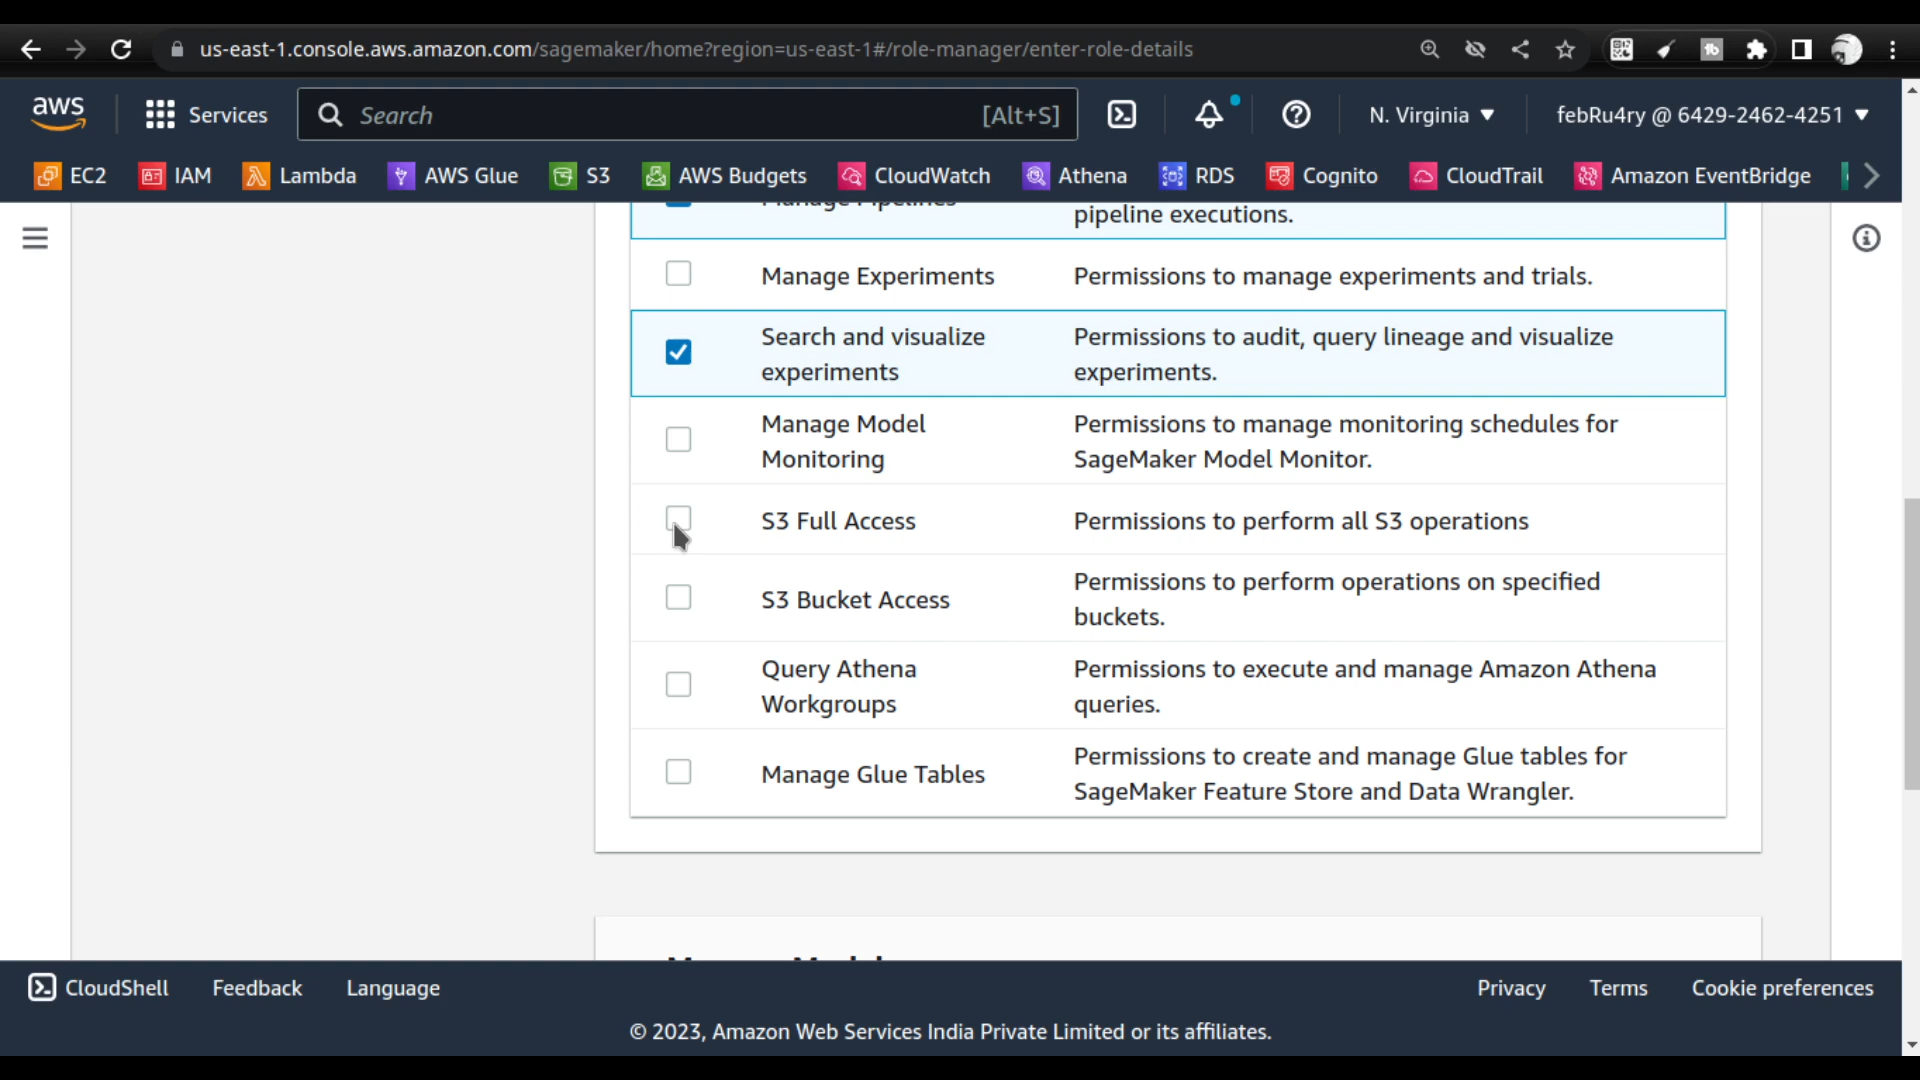 us-east-1.console.aws.amazon.com/sagemaker/home?region=us-east-1#/role-manager/enter-role-details
aws
Services
Search
[Alt+S]
N. Virginia
febRu4ry @ 6429-2462-4251
EC2
IAM
Lambda
AWS Glue
S3
AWS Budgets
CloudWatch
Athena
RDS
Cognito
CloudTrail
Amazon EventBridge
Manage Pipelines
pipeline executions.
Manage Experiments
Permissions to manage experiments and trials.
Search and visualize
experiments
Permissions to audit, query lineage and visualize
experiments.
Manage Model
Monitoring
Permissions to manage monitoring schedules for
SageMaker Model Monitor.
S3 Full Access
Permissions to perform all S3 operations
S3 Bucket Access
Permissions to perform operations on specified
buckets.
Query Athena
Workgroups
Permissions to execute and manage Amazon Athena
queries.
Manage Glue Tables
Permissions to create and manage Glue tables for
SageMaker Feature Store and Data Wrangler.
CloudShell
Feedback
Language
Privacy
Terms
Cookie preferences
© 2023, Amazon Web Services India Private Limited or its affiliates.